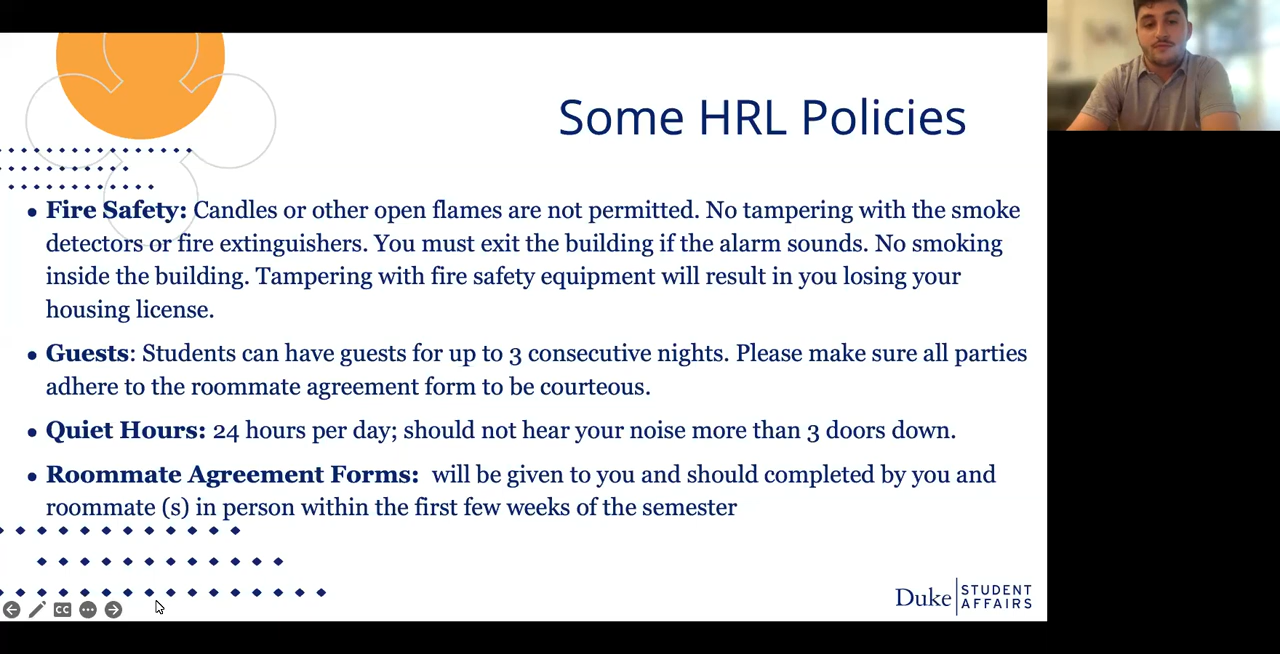 Some HRL Policies
• Fire Safety: Candles or other open flames are not permitted. No tampering with the smoke
detectors or fire extinguishers. You must exit the building if the alarm sounds. No smoking
inside the building. Tampering with fire safety equipment will result in you losing your
housing license.
• Guests: Students can have guests for up to 3 consecutive nights. Please make sure all parties
adhere to the roommate agreement form to be courteous.
• Quiet Hours: 24 hours per day; should not hear your noise more than 3 doors down.
• Roommate Agreement Forms:  will be given to you and should completed by you and
roommate (s) in person within the first few weeks of the semester
Duke STUDENT
AFFAIRS
CC